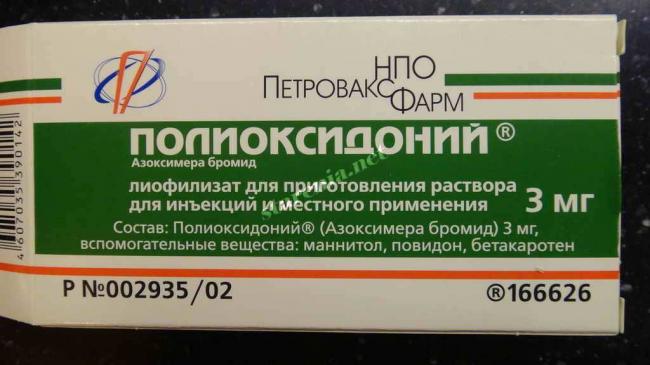 НПО
ПЕТРОВАКС
ФАРМ
ПОЛИОКСИДОНИЙ®
Азоксимера бромид
лиофилизат для приготовления раствора
для инъекций и местного применения 3 мг
Состав: Полиоксидоний® (Азоксимера бромид) 3 мг,
вспомогательные вещества: маннитол, повидон, бетакаротен
P №002935/02
®166626
4607035390142